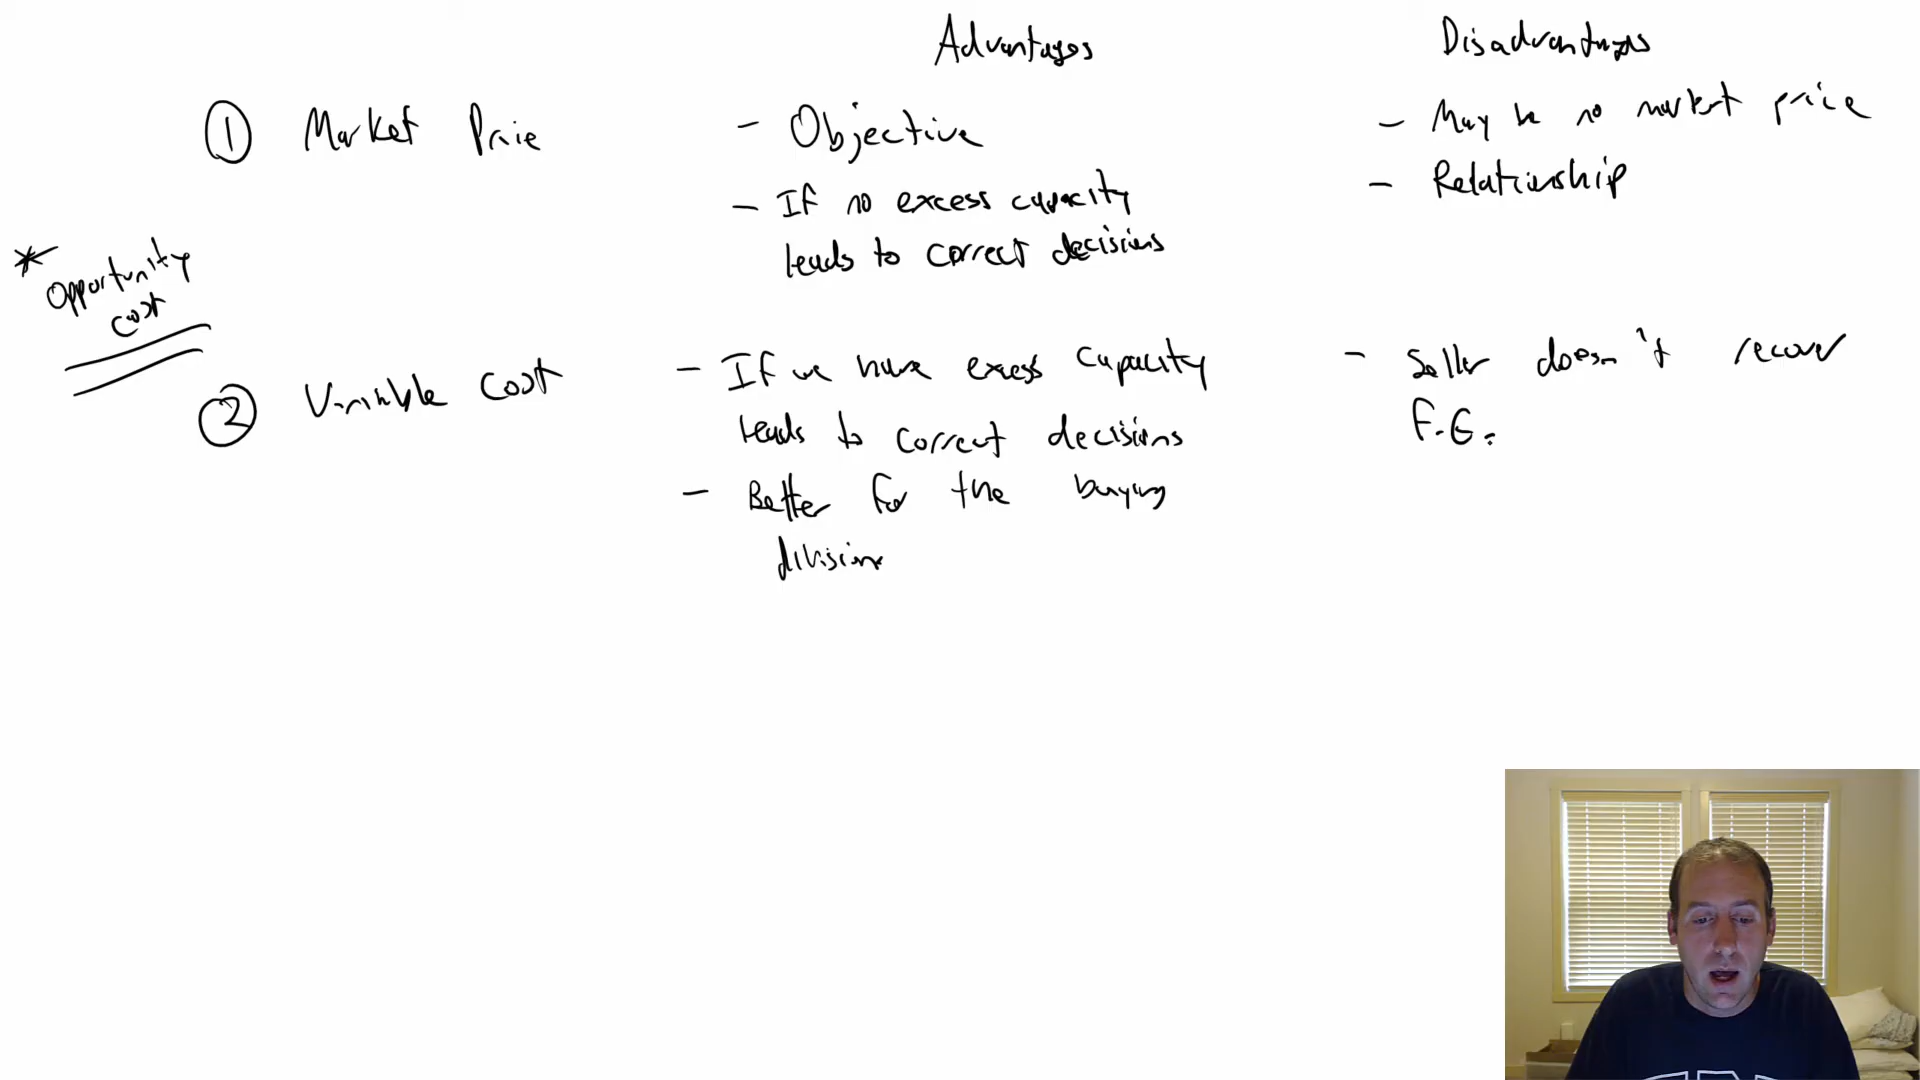 Advantages
Disadvantages
① Market Price
- Objective
- If no excess capacity
leads to correct decisions
- May be no market price
- Relationship
* Opportunity
cost
② Variable Cost
- If we have excess capacity
leads to correct decisions
- Better for the buying
division
- Seller doesn't recover